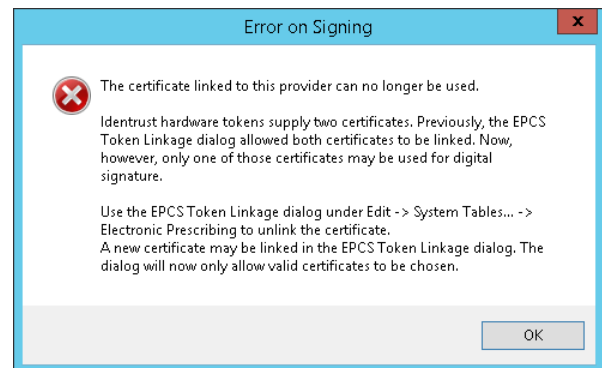 Error on Signing
x
The certificate linked to this provider can no longer be used.
Identrust hardware tokens supply two certificates. Previously, the EPCS
Token Linkage dialog allowed both certificates to be linked. Now,
however, only one of those certificates may be used for digital
signature.
Use the EPCS Token Linkage dialog under Edit -> System Tables... ->
Electronic Prescribing to unlink the certificate.
A new certificate may be linked in the EPCS Token Linkage dialog. The
dialog will now only allow valid certificates to be chosen.
OK